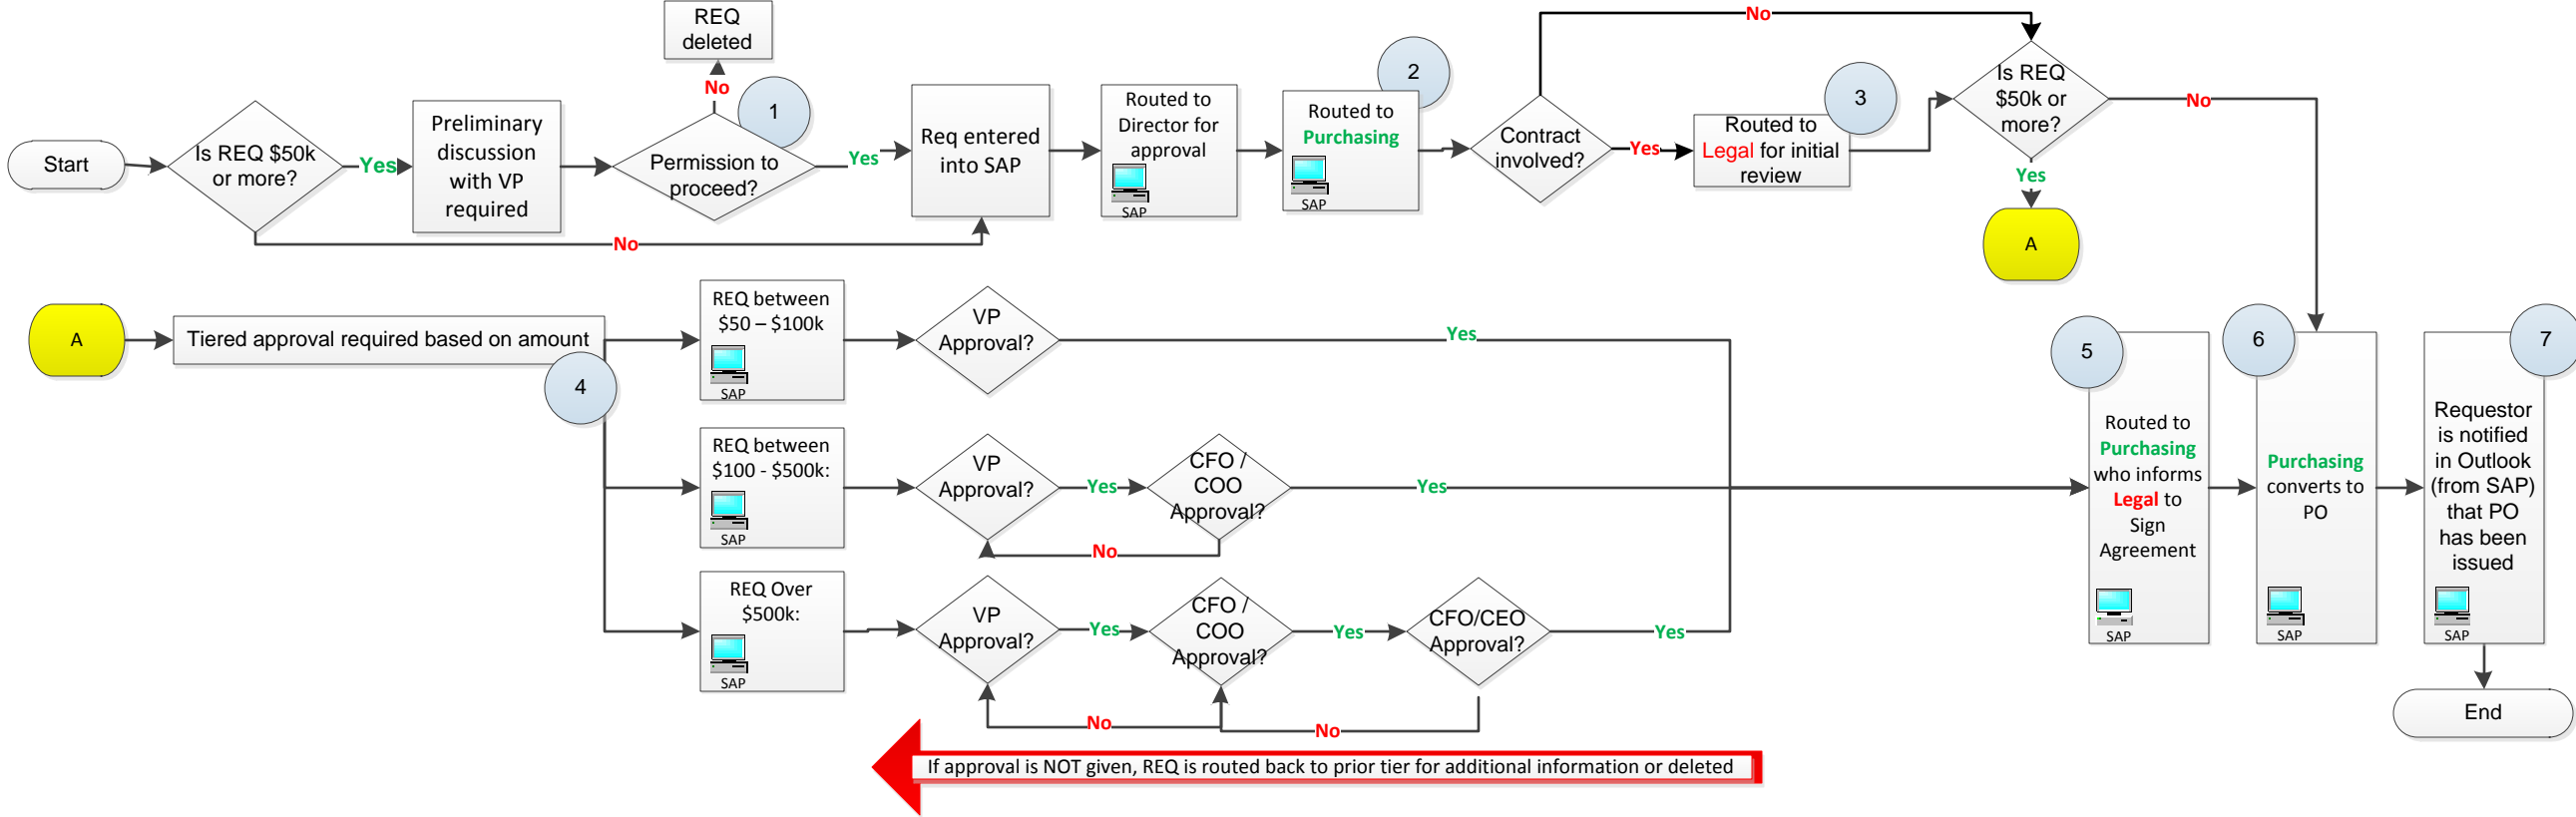 Start
Is REQ $50k
or more?
Yes
No
Preliminary
discussion
with VP
required
REQ
deleted
No
1
Permission to
proceed?
Yes
Req entered
into SAP
Routed to
Director for
approval
SAP
2
Routed to
Purchasing
SAP
Contract
involved?
No
Yes
3
Routed to
Legal for initial
review
Is REQ
$50k or
more?
No
Yes
A
A
Tiered approval required based on amount
4
REQ between
$50 – $100k
SAP
VP
Approval?
Yes
REQ between
$100 - $500k:
SAP
VP
Approval?
Yes
CFO /
COO
Approval?
Yes
No
REQ Over
$500k:
SAP
VP
Approval?
Yes
CFO /
COO
Approval?
Yes
CFO/CEO
Approval?
Yes
No
No
If approval is NOT given, REQ is routed back to prior tier for additional information or deleted
5
Routed to
Purchasing
who informs
Legal to
Sign
Agreement
SAP
6
Purchasing
converts to
PO
SAP
7
Requestor
is notified
in Outlook
(from SAP)
that PO
has been
issued
SAP
End